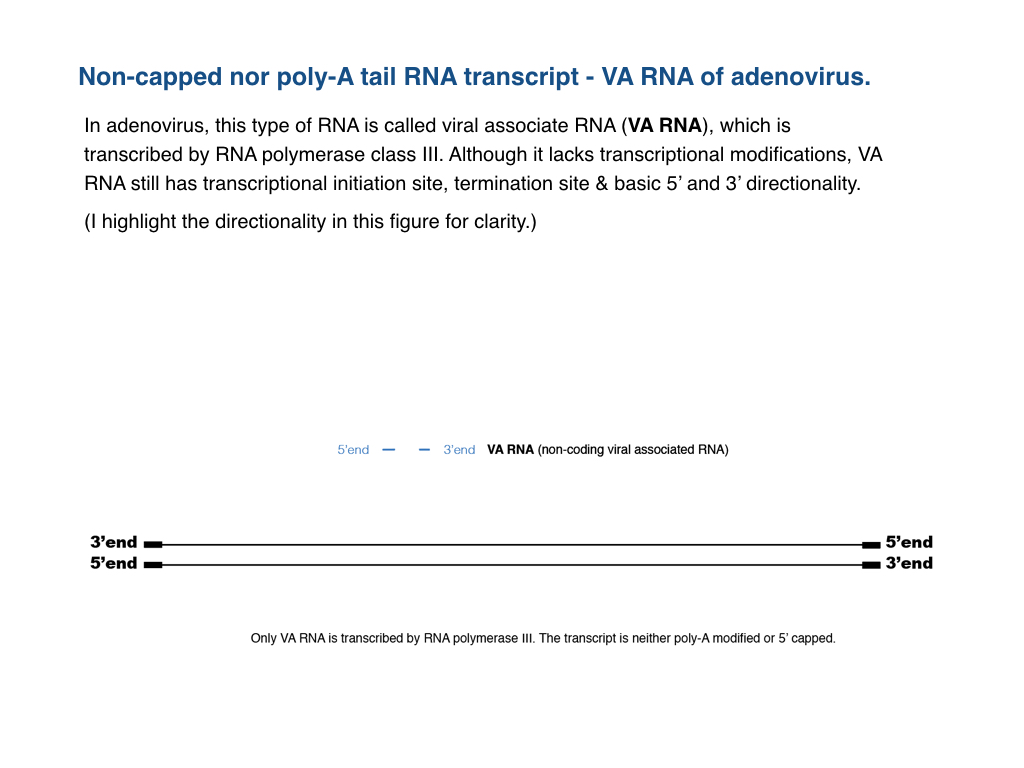 Non-capped nor poly-A tail RNA transcript - VA RNA of adenovirus.
In adenovirus, this type of RNA is called viral associate RNA (VA RNA), which is
transcribed by RNA polymerase class III. Although it lacks transcriptional modifications, VA
RNA still has transcriptional initiation site, termination site & basic 5’ and 3’ directionality.
(I highlight the directionality in this figure for clarity.)
5’end 3’end VA RNA (non-coding viral associated RNA)
3’end 5’end
5’end 3’end
Only VA RNA is transcribed by RNA polymerase III. The transcript is neither poly-A modified or 5’ capped.